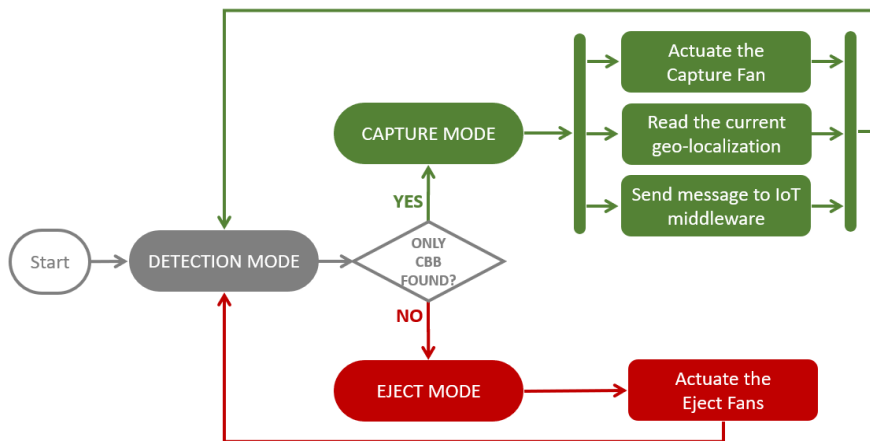 Start
DETECTION MODE
ONLY
CBB
FOUND?
YES
CAPTURE MODE
Actuate the
Capture Fan
Read the current
geo-localization
Send message to IoT
middleware
NO
EJECT MODE
Actuate the
Eject Fans